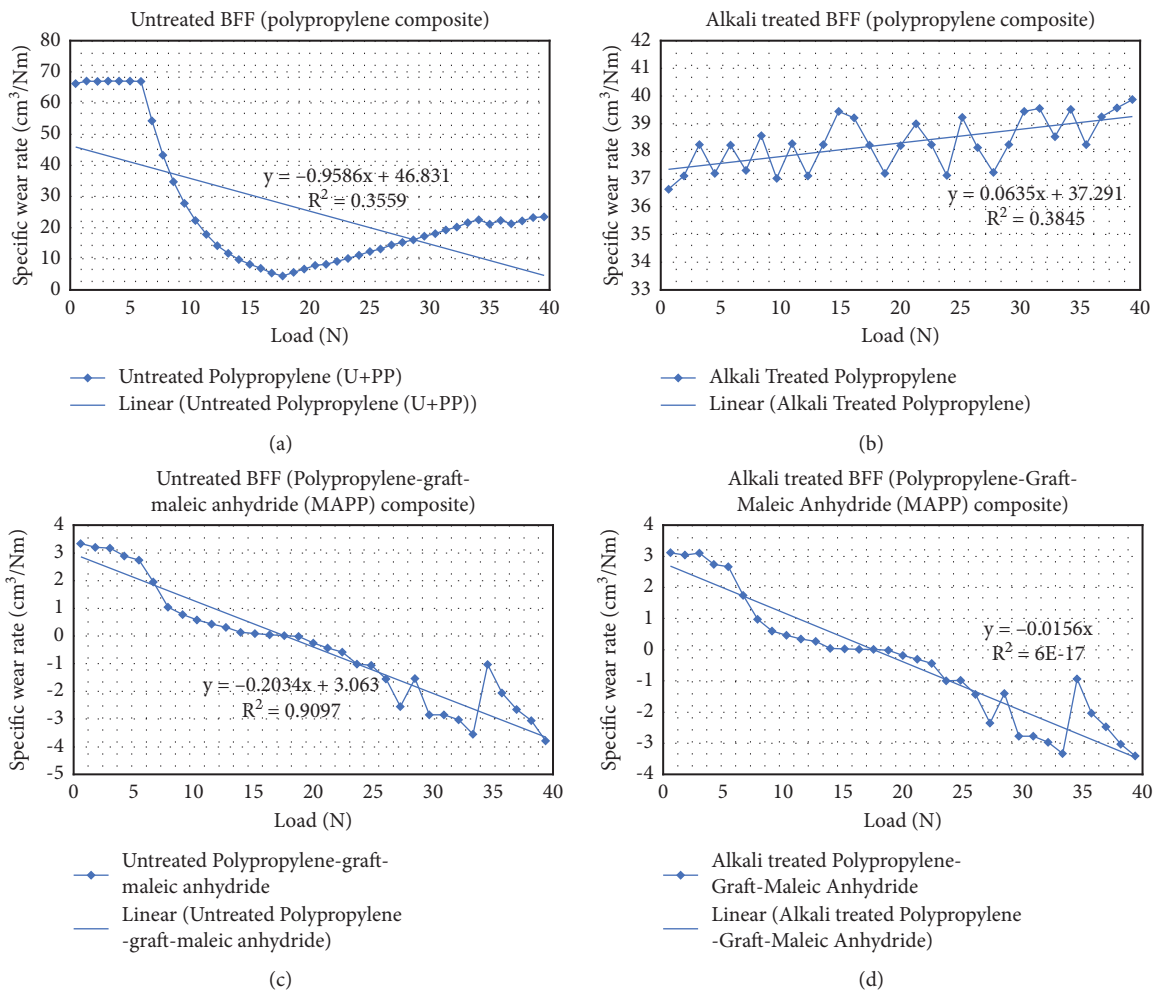 Untreated BFF (polypropylene composite)
Specific wear rate (cm³/Nm)
80
70
60
50
40
30
20
10
0
y = –0.9586x + 46.831
R² = 0.3559
0 5 10 15 20 25 30 35 40
Load (N)
Untreated Polypropylene (U+PP)
Linear (Untreated Polypropylene (U+PP))
(a)
Alkali treated BFF (polypropylene composite)
Specific wear rate (cm³/Nm)
42
41
40
39
38
37
36
35
34
33
y = 0.0635x + 37.291
R² = 0.3845
0 5 10 15 20 25 30 35 40
Load (N)
Alkali Treated Polypropylene
Linear (Alkali Treated Polypropylene)
(b)
Untreated BFF (Polypropylene-graft-
maleic anhydride (MAPP) composite)
Specific wear rate (cm³/Nm)
4
3
2
1
0
-1
-2
-3
-4
-5
y = –0.2034x + 3.063
R² = 0.9097
0 5 10 15 20 25 30 35 40
Load (N)
Untreated Polypropylene-graft-
maleic anhydride
Linear (Untreated Polypropylene
-graft-maleic anhydride)
(c)
Alkali treated BFF (Polypropylene-Graft-
Maleic Anhydride (MAPP) composite)
Specific wear rate (cm³/Nm)
4
3
2
1
0
-1
-2
-3
-4
y = –0.0156x
R² = 6E-17
0 5 10 15 20 25 30 35 40
Load (N)
Alkali treated Polypropylene-
Graft-Maleic Anhydride
Linear (Alkali treated Polypropylene
-Graft-Maleic Anhydride)
(d)